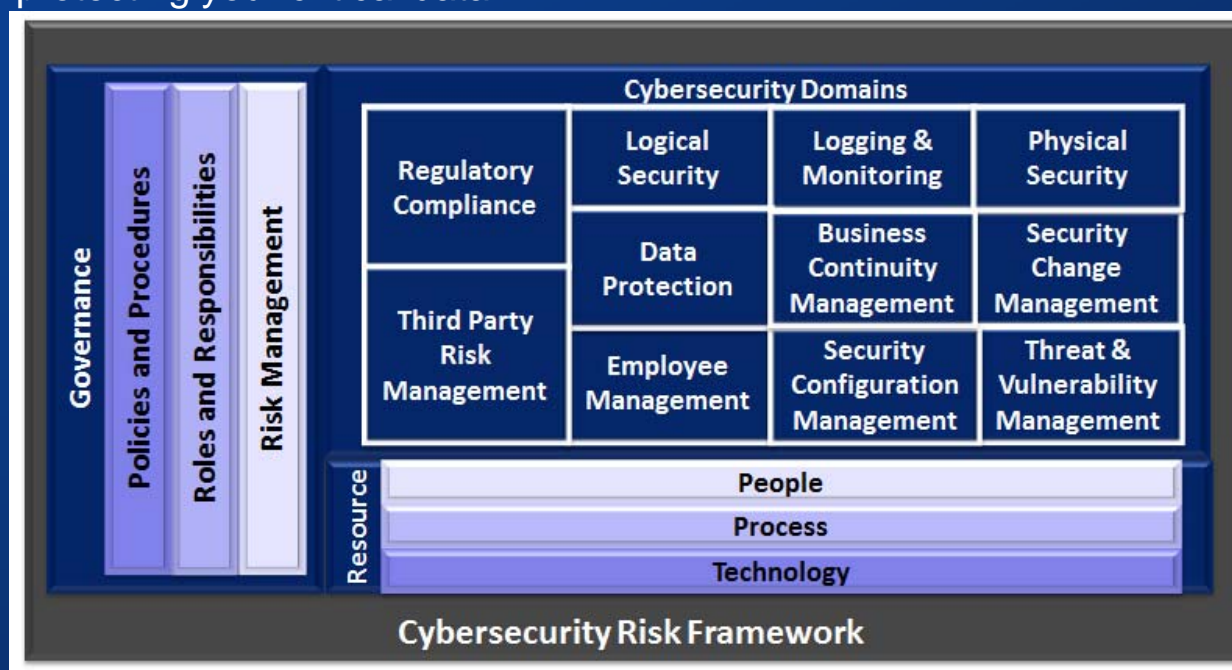 Governance
Policies and Procedures
Roles and Responsibilities
Risk Management
Cybersecurity Domains
Regulatory
Compliance
Third Party
Risk
Management
Logical
Security
Logging &
Monitoring
Physical
Security
Data
Protection
Business
Continuity
Management
Security
Change
Management
Employee
Management
Security
Configuration
Management
Threat &
Vulnerability
Management
Resource
People
Process
Technology
Cybersecurity Risk Framework